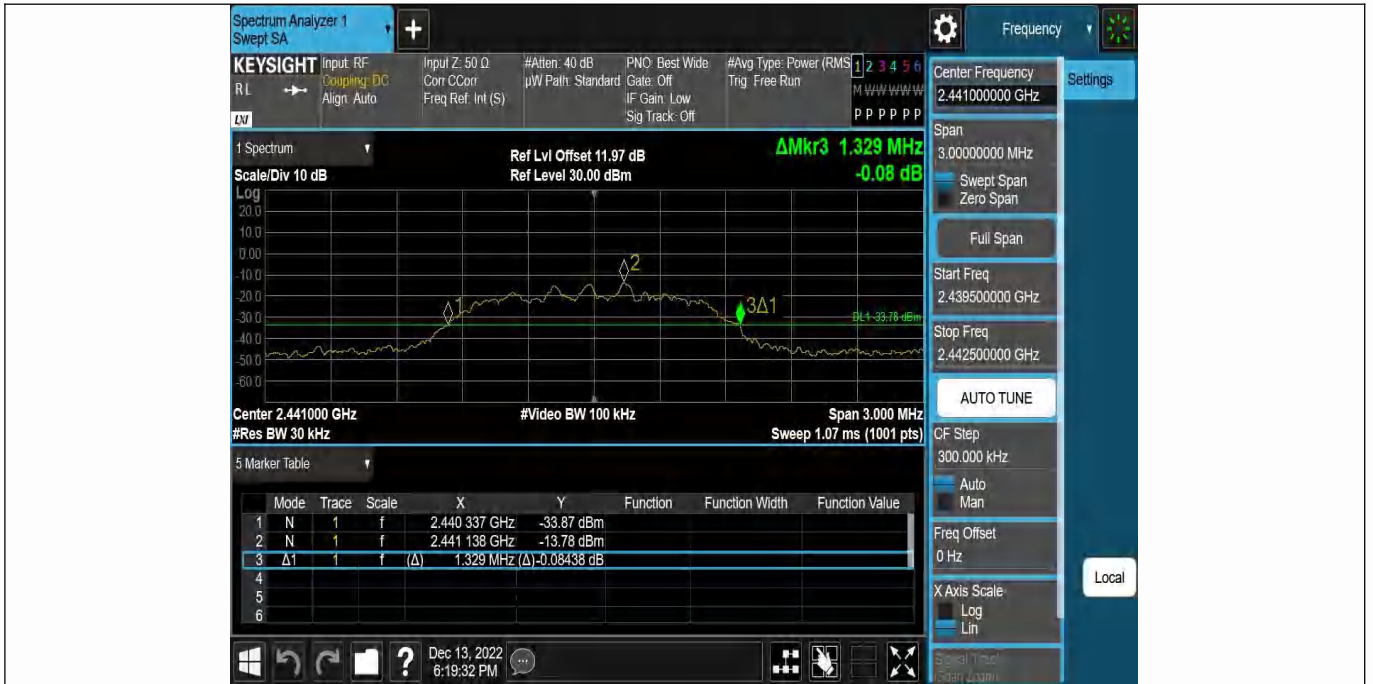 Spectrum Analyzer 1
Swept SA
+
Frequency
KEYSIGHT
RL
LXI
Input: RF
Coupling: DC
Align: Auto
Input Z: 50 Ω
Corr CCorr
Freq Ref: Int (S)
#Atten: 40 dB
µW Path: Standard
PNO: Best Wide
Gate: Off
IF Gain: Low
Sig Track: Off
#Avg Type: Power (RMS
Trig: Free Run
1 2 3 4 5 6
M W W W W W
P P P P P P
1 Spectrum
Scale/Div 10 dB
Ref Lvl Offset 11.97 dB
Ref Level 30.00 dBm
ΔMkr3 1.329 MHz
-0.08 dB
Log
20.0
10.0
0.00
-10.0
-20.0
-30.0
-40.0
-50.0
-60.0
1
2
3Δ1
DL1 -33.78 dBm
Center 2.441000 GHz
#Video BW 100 kHz
Span 3.000 MHz
#Res BW 30 kHz
Sweep 1.07 ms (1001 pts)
5 Marker Table
Mode Trace Scale X Y Function Function Width Function Value
1 N 1 f 2.440 337 GHz -33.87 dBm
2 N 1 f 2.441 138 GHz -13.78 dBm
3 Δ1 1 f (Δ) 1.329 MHz (Δ) -0.08438 dB
4
5
6
?
Dec 13, 2022
6:19:32 PM
Center Frequency
2.441000000 GHz
Settings
Span
3.00000000 MHz
Swept Span
Zero Span
Full Span
Start Freq
2.439500000 GHz
Stop Freq
2.442500000 GHz
AUTO TUNE
CF Step
300.000 kHz
Auto
Man
Freq Offset
0 Hz
Local
X Axis Scale
Log
Lin
Signal Track
(Span Zoom)